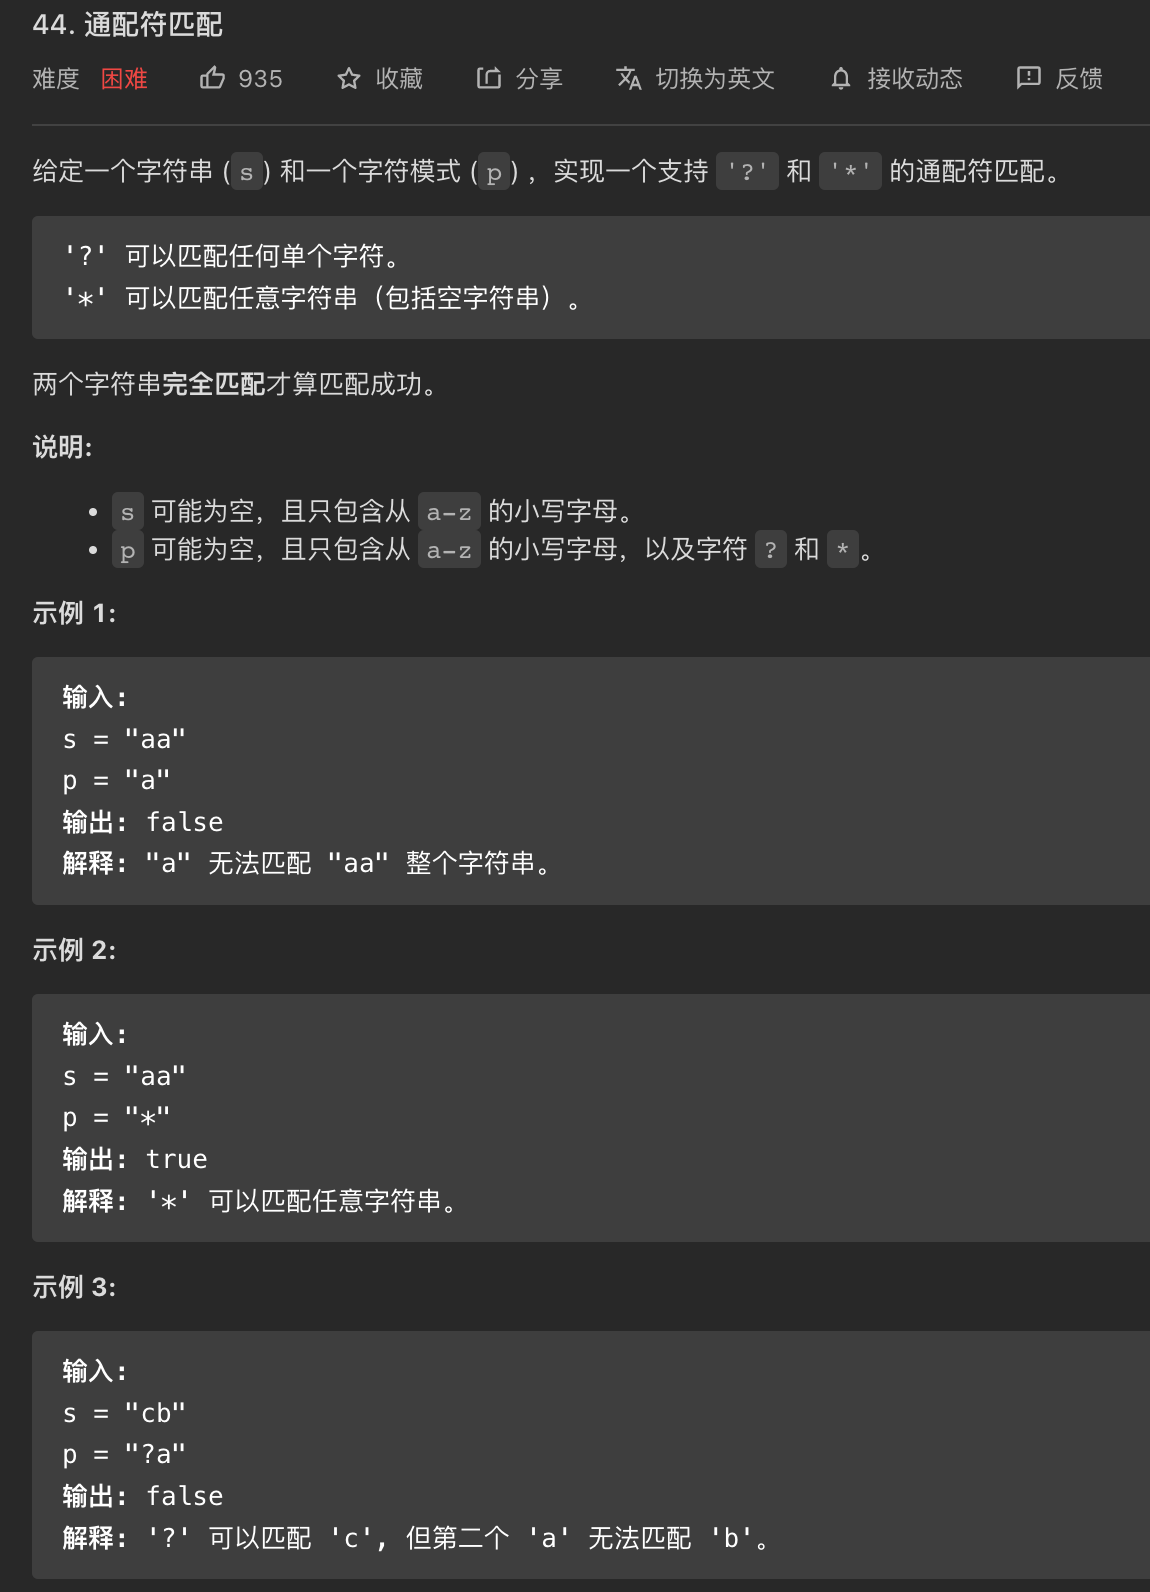 44. 通配符匹配
难度 困难 935 收藏 分享 切换为英文 接收动态 反馈
给定一个字符串 (s) 和一个字符模式 (p) ，实现一个支持 '?' 和 '*' 的通配符匹配。
'?' 可以匹配任何单个字符。
'*' 可以匹配任意字符串（包括空字符串）。
两个字符串完全匹配才算匹配成功。
说明:
• s 可能为空，且只包含从 a-z 的小写字母。
• p 可能为空，且只包含从 a-z 的小写字母，以及字符 ? 和 *。
示例 1:
输入:
s = "aa"
p = "a"
输出: false
解释: "a" 无法匹配 "aa" 整个字符串。
示例 2:
输入:
s = "aa"
p = "*"
输出: true
解释: '*' 可以匹配任意字符串。
示例 3:
输入:
s = "cb"
p = "?a"
输出: false
解释: '?' 可以匹配 'c', 但第二个 'a' 无法匹配 'b'。